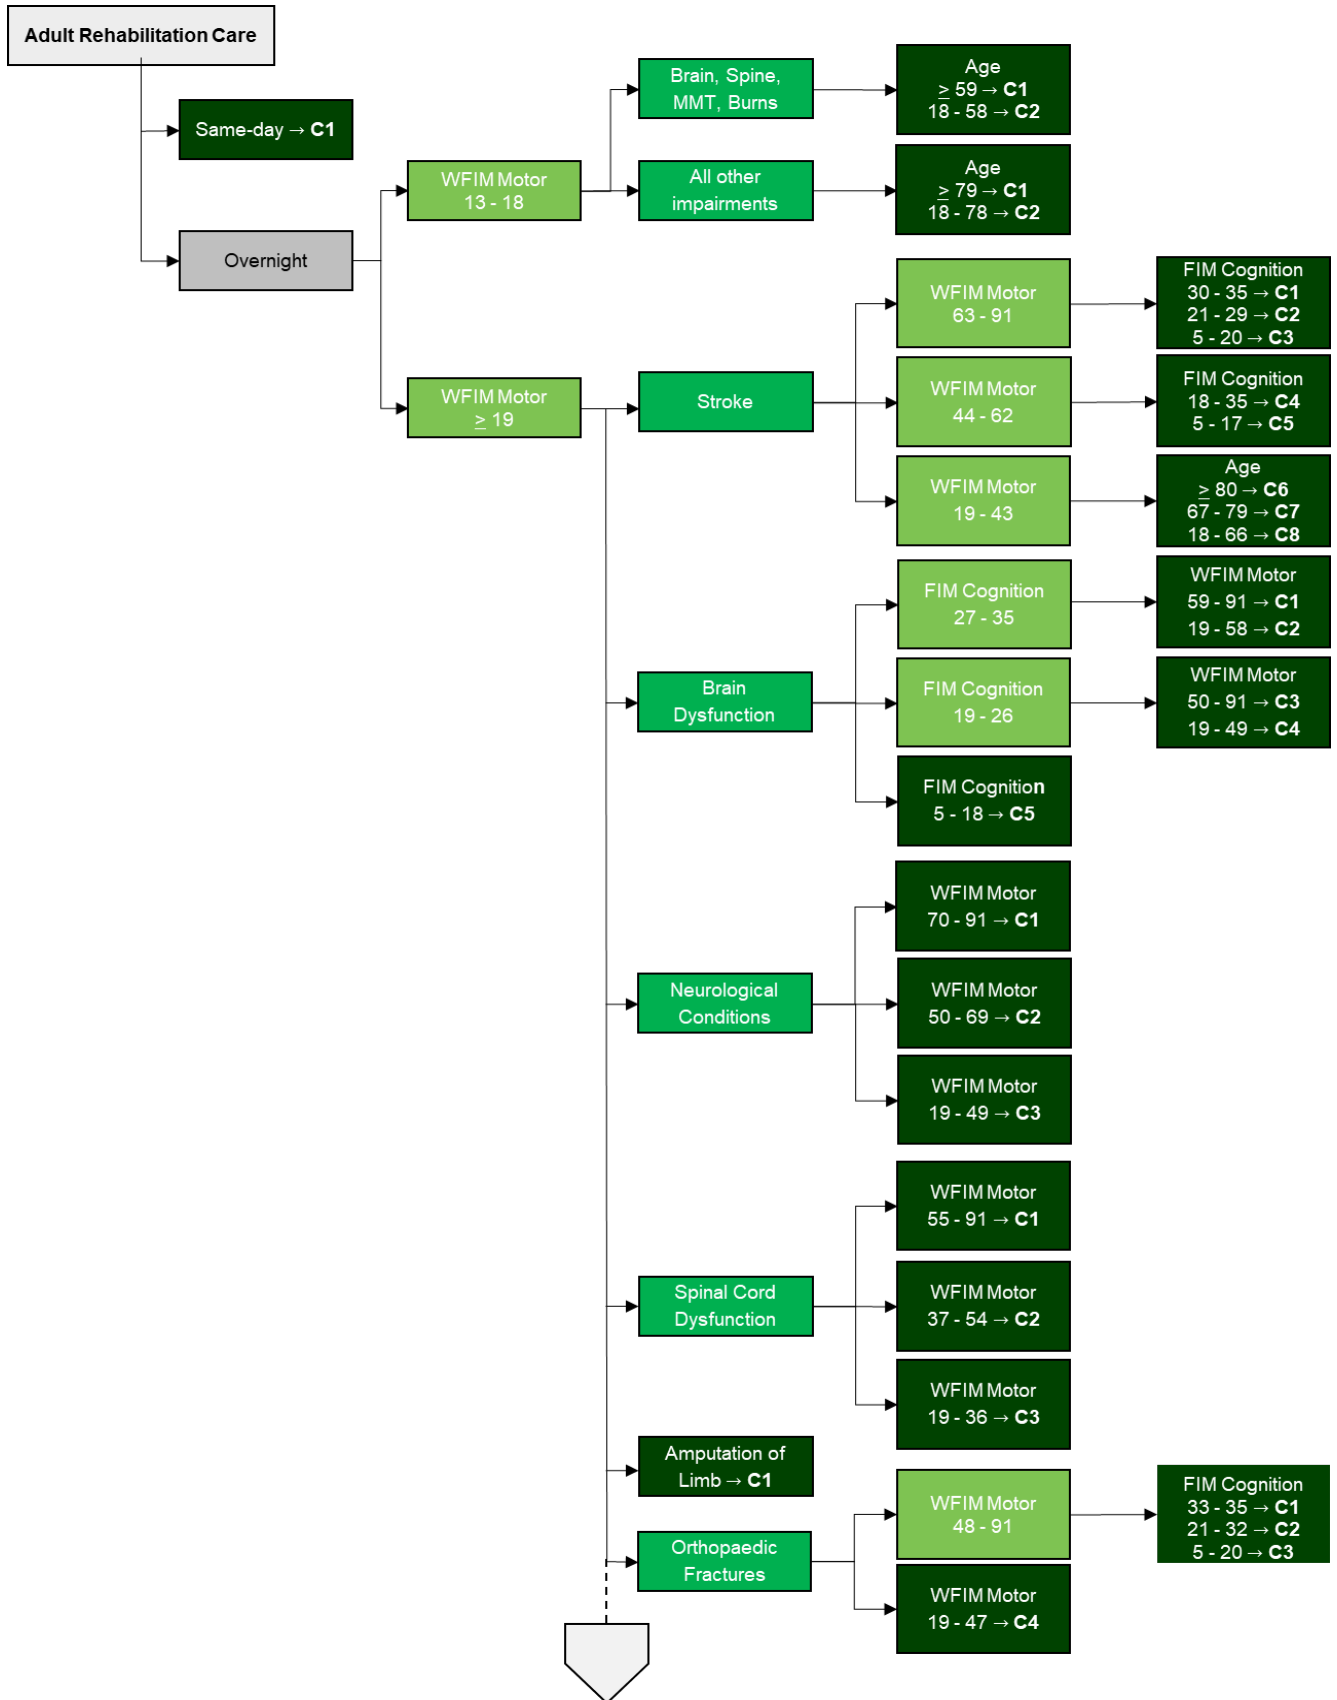 Adult Rehabilitation Care
Same-day → C1
Overnight
WFIM Motor
13 - 18
Brain, Spine,
MMT, Burns
Age
≥ 59 → C1
18 - 58 → C2
All other
impairments
Age
≥ 79 → C1
18 - 78 → C2
WFIM Motor
≥ 19
Stroke
WFIM Motor
63 - 91
FIM Cognition
30 - 35 → C1
21 - 29 → C2
5 - 20 → C3
WFIM Motor
44 - 62
FIM Cognition
18 - 35 → C4
5 - 17 → C5
WFIM Motor
19 - 43
Age
≥ 80 → C6
67 - 79 → C7
18 - 66 → C8
Brain
Dysfunction
FIM Cognition
27 - 35
WFIM Motor
59 - 91 → C1
19 - 58 → C2
FIM Cognition
19 - 26
WFIM Motor
50 - 91 → C3
19 - 49 → C4
FIM Cognition
5 - 18 → C5
Neurological
Conditions
WFIM Motor
70 - 91 → C1
WFIM Motor
50 - 69 → C2
WFIM Motor
19 - 49 → C3
Spinal Cord
Dysfunction
WFIM Motor
55 - 91 → C1
WFIM Motor
37 - 54 → C2
WFIM Motor
19 - 36 → C3
Amputation of
Limb → C1
Orthopaedic
Fractures
WFIM Motor
48 - 91
FIM Cognition
33 - 35 → C1
21 - 32 → C2
5 - 20 → C3
WFIM Motor
19 - 47 → C4